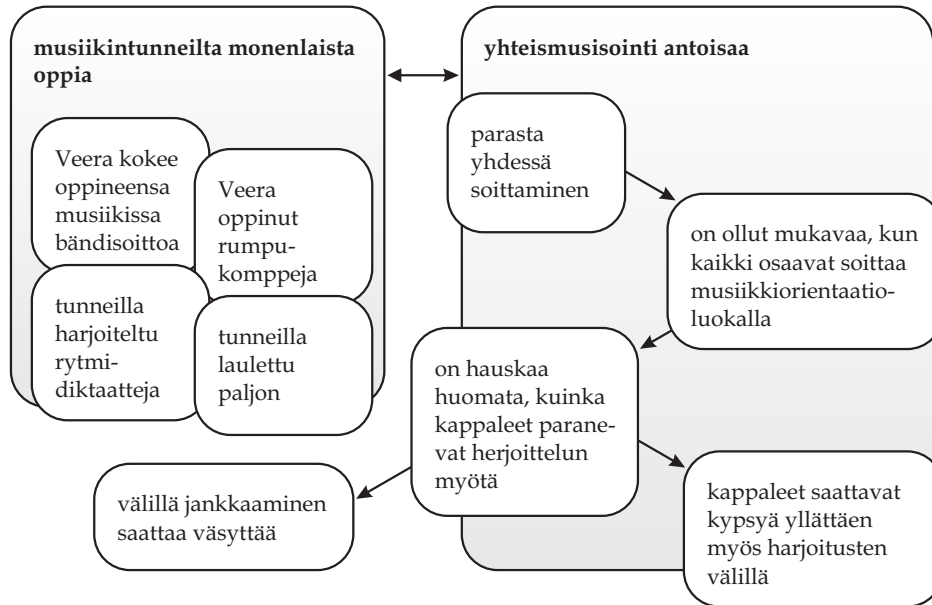 musiikintunneilta monenlaista
oppia
Veera kokee
oppineensa
musiikissa
bändisoittoa
Veera
oppinut
rumpu-
komppeja
tunneilla
harjoiteltu
rytmi-
diktaatteja
tunneilla
laulettu
paljon
yhteismusisointi antoisaa
parasta
yhdessä
soittaminen
on ollut mukavaa, kun
kaikki osaavat soittaa
musiikkiorientaatio-
luokalla
on hauskaa
huomata, kuinka
kappaleet parane-
vat herjoittelun
myötä
välillä jankkaaminen
saattaa väsyttää
kappaleet saattavat
kypsyä yllättäen
myös harjoitusten
välillä